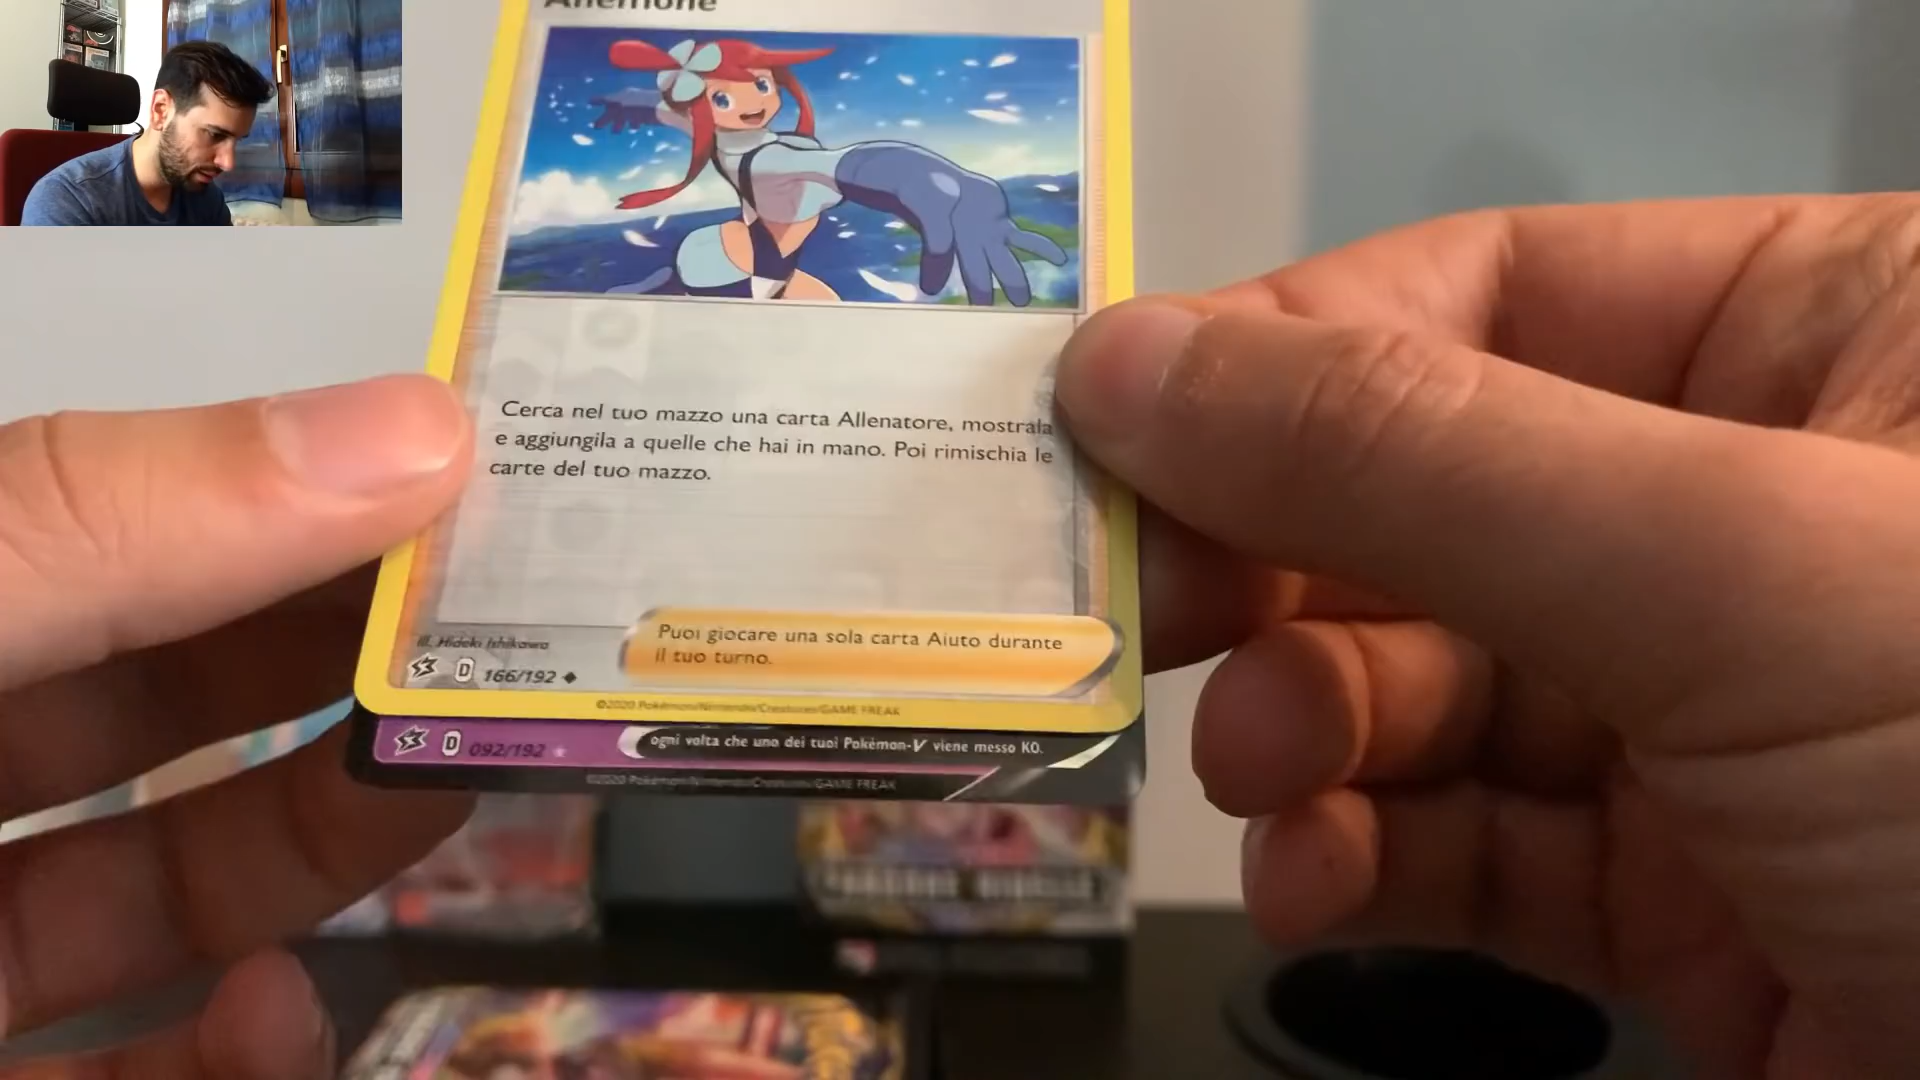 Anemone
Cerca nel tuo mazzo una carta Allenatore, mostrala
e aggiungila a quelle che hai in mano. Poi rimischia le
carte del tuo mazzo.
Puoi giocare una sola carta Aiuto durante
il tuo turno.
ill. Hideki Ishikawa
D 166/192
©2020 Pokémon/Nintendo/Creatures/GAME FREAK
ogni volta che uno dei tuoi Pokémon-V viene messo KO.
D 092/192
©2020 Pokémon/Nintendo/Creatures/GAME FREAK